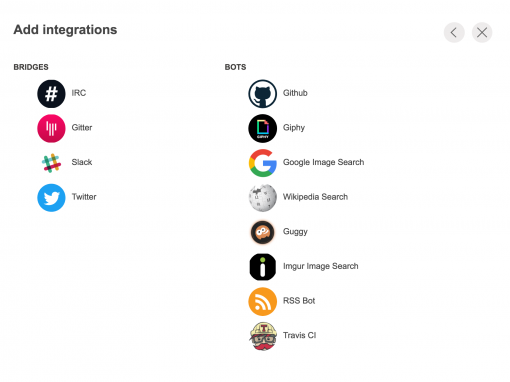 Add integrations
BRIDGES
IRC
Gitter
Slack
Twitter
BOTS
Github
GIPHY
Giphy
Google Image Search
Wikipedia Search
Guggy
Imgur Image Search
RSS Bot
Travis CI